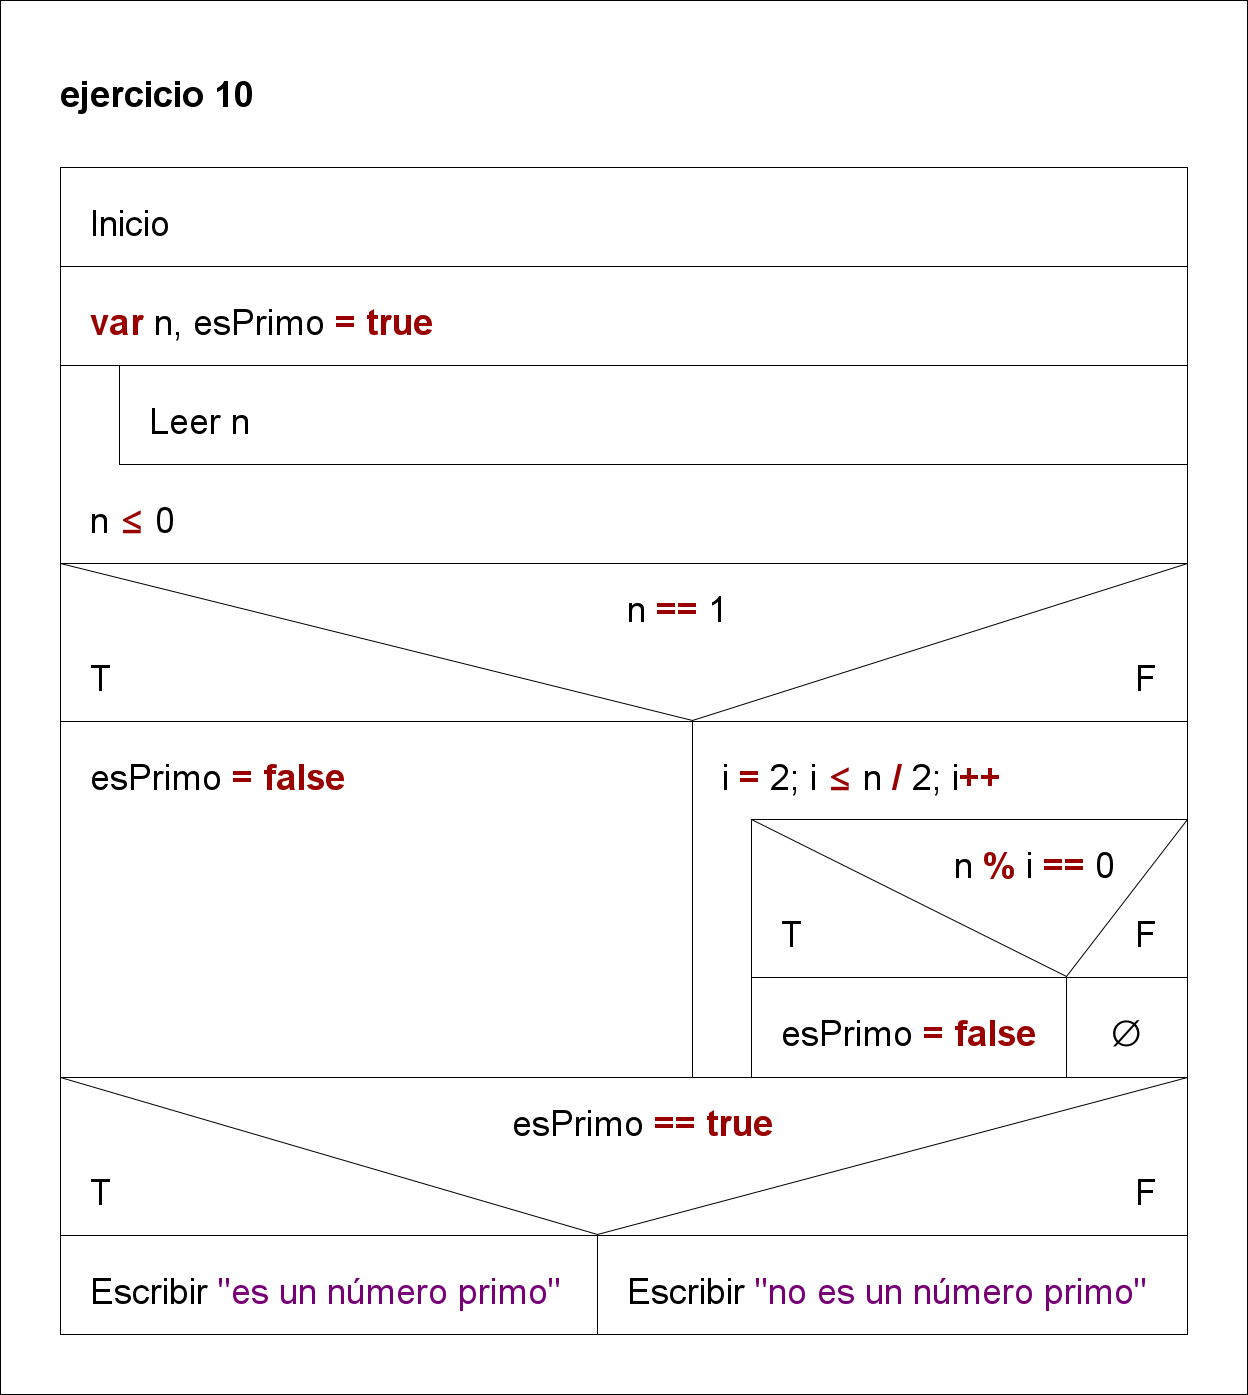 ejercicio 10
Inicio
var n, esPrimo = true
Leer n
n ≤ 0
n == 1
T
F
esPrimo = false
i = 2; i ≤ n / 2; i++
n % i == 0
T
F
esPrimo = false
∅
esPrimo == true
T
F
Escribir "es un número primo"
Escribir "no es un número primo"